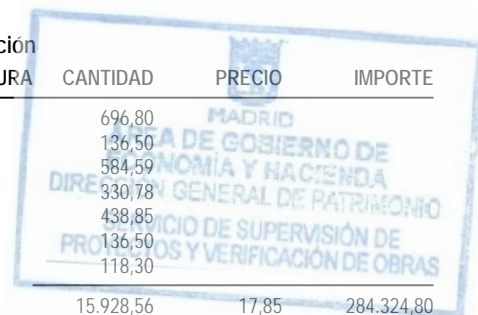 ción
URA CANTIDAD PRECIO IMPORTE
696,80
136,50
584,59
330,78
438,85
136,50
118,30
15.928,56 17,85 284.324,80
MADRID
ÁREA DE GOBIERNO DE
ECONOMÍA Y HACIENDA
DIRECCIÓN GENERAL DE PATRIMONIO
SERVICIO DE SUPERVISIÓN DE
PROYECTOS Y VERIFICACIÓN DE OBRAS